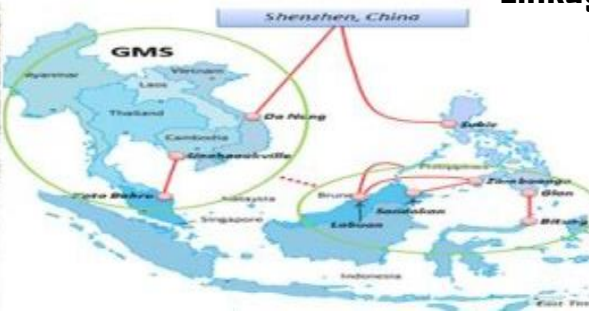 Shenzhen, China
GMS
Myanmar
Vietnam
Laos
Thailand
Da Nang
Cambodia
Sihanoukville
Subic
Philippines
Zamboanga
Glan
Brunei
Sandakan
Malaysia
Labuan
Bitung
Singapore
Indonesia